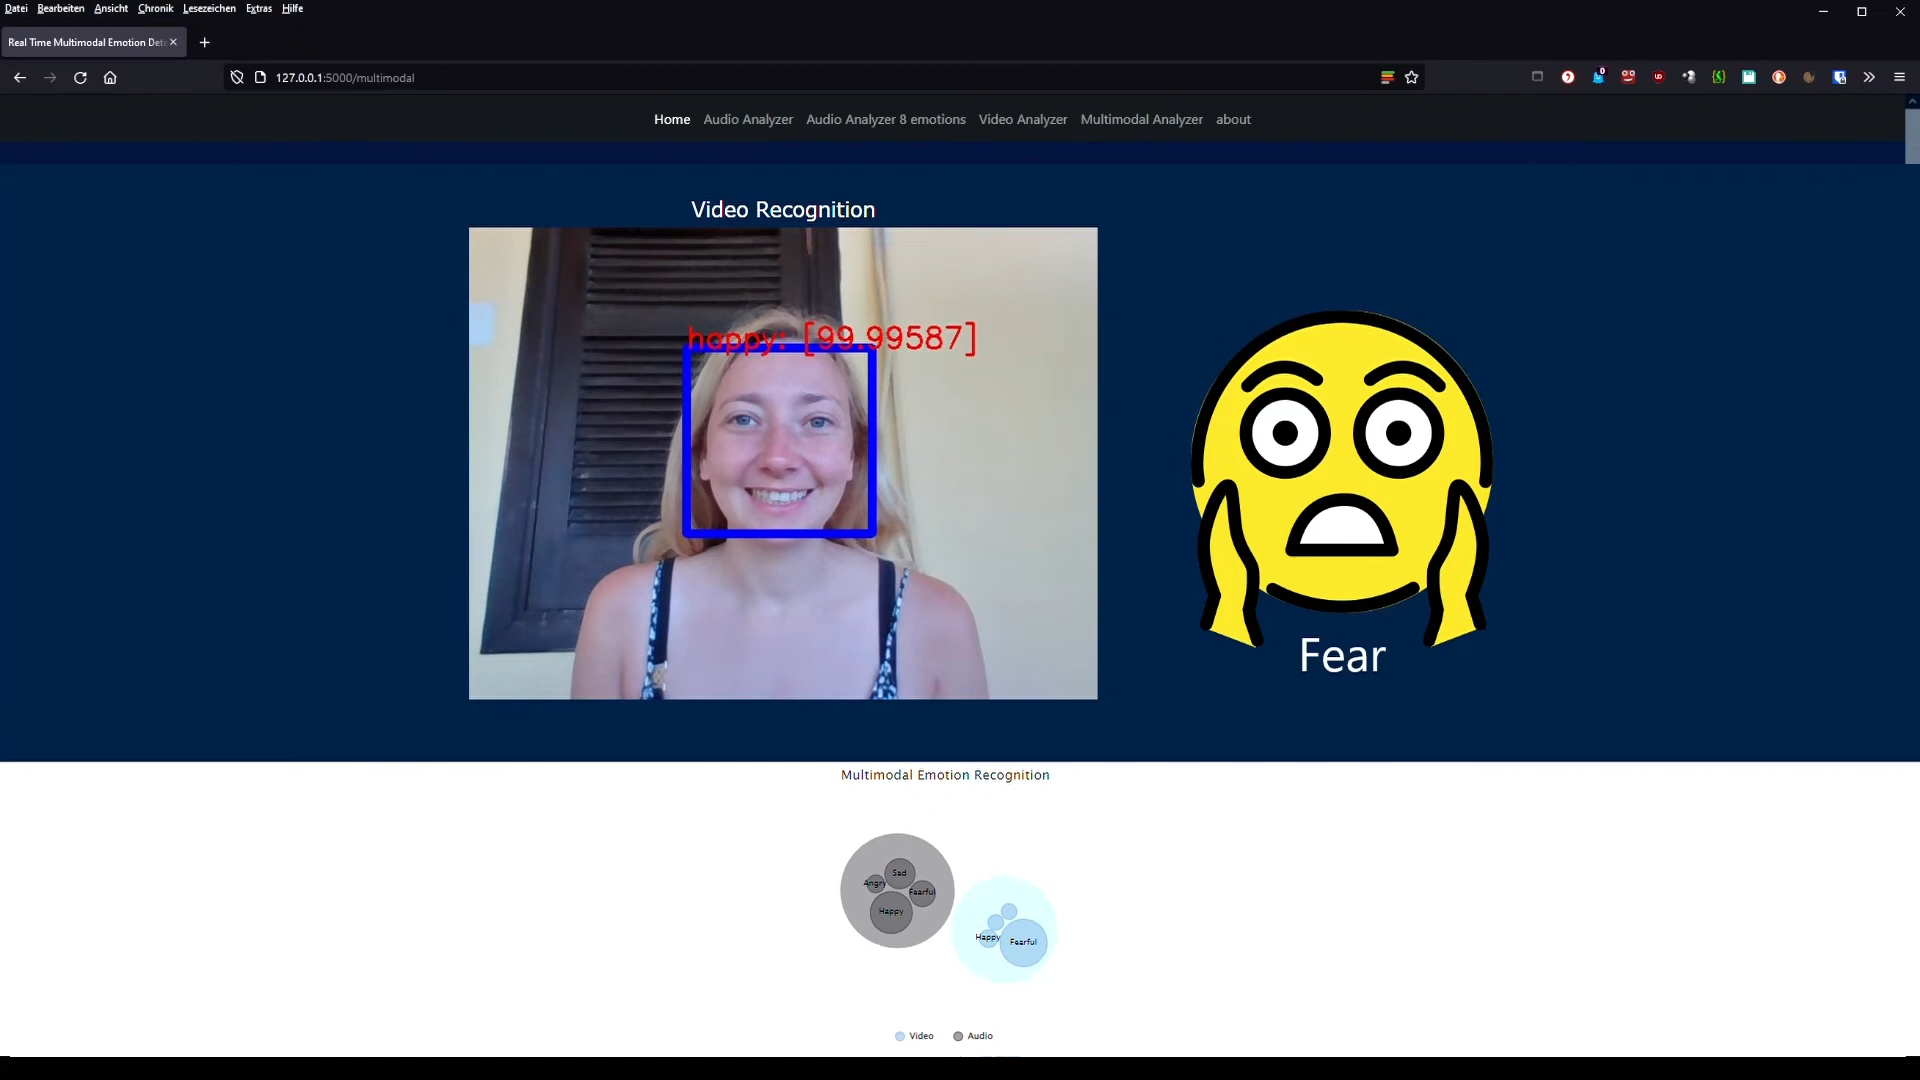 Datei Bearbeiten Ansicht Chronik Lesezeichen Extras Hilfe
Real Time Multimodal Emotion Det
127.0.0.1:5000/multimodal
Home Audio Analyzer Audio Analyzer 8 emotions Video Analyzer Multimodal Analyzer about
Video Recognition
happy: [99.99587]
Fear
Multimodal Emotion Recognition
Sad
Angry
Fearful
Happy
Happy
Fearful
Video Audio